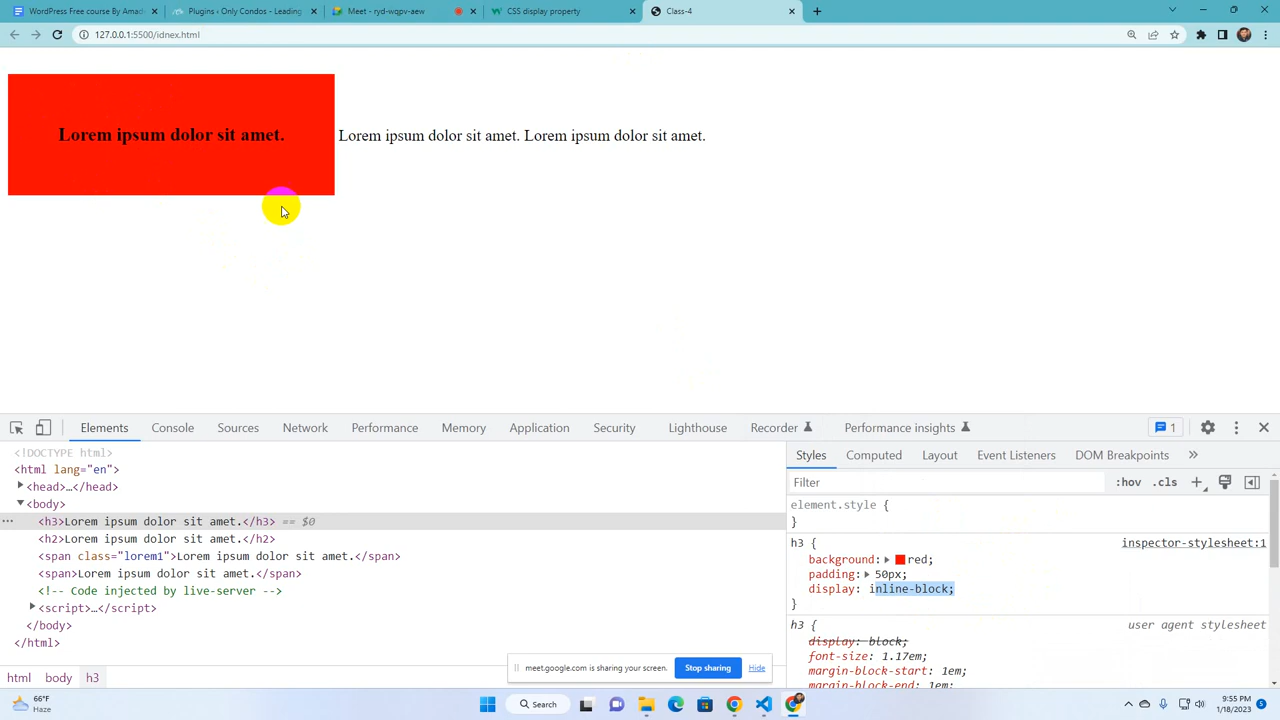 WordPress Free course By Amad
Plugins ‹ Only Condos - Leading
Meet - ryd-wqpv-aew
CSS display property
Class-4
127.0.0.1:5500/idnex.html
Lorem ipsum dolor sit amet.
Lorem ipsum dolor sit amet. Lorem ipsum dolor sit amet.
Elements
Console
Sources
Network
Performance
Memory
Application
Security
Lighthouse
Recorder
Performance insights
1
<!DOCTYPE html>
<html lang="en">
<head>…</head>
<body>
<h3>Lorem ipsum dolor sit amet.</h3> == $0
<h2>Lorem ipsum dolor sit amet.</h2>
<span class="lorem1">Lorem ipsum dolor sit amet.</span>
<span>Lorem ipsum dolor sit amet.</span>
<!-- Code injected by live-server -->
<script>…</script>
</body>
</html>
html body h3
Styles
Computed
Layout
Event Listeners
DOM Breakpoints
Filter
:hov .cls
element.style {
}
h3 {
inspector-stylesheet:1
background: red;
padding: 50px;
display: inline-block;
}
h3 {
user agent stylesheet
display: block;
font-size: 1.17em;
margin-block-start: 1em;
margin-block-end: 1em;
meet.google.com is sharing your screen.
Stop sharing
Hide
66°F
Haze
Search
9:55 PM
1/18/2023